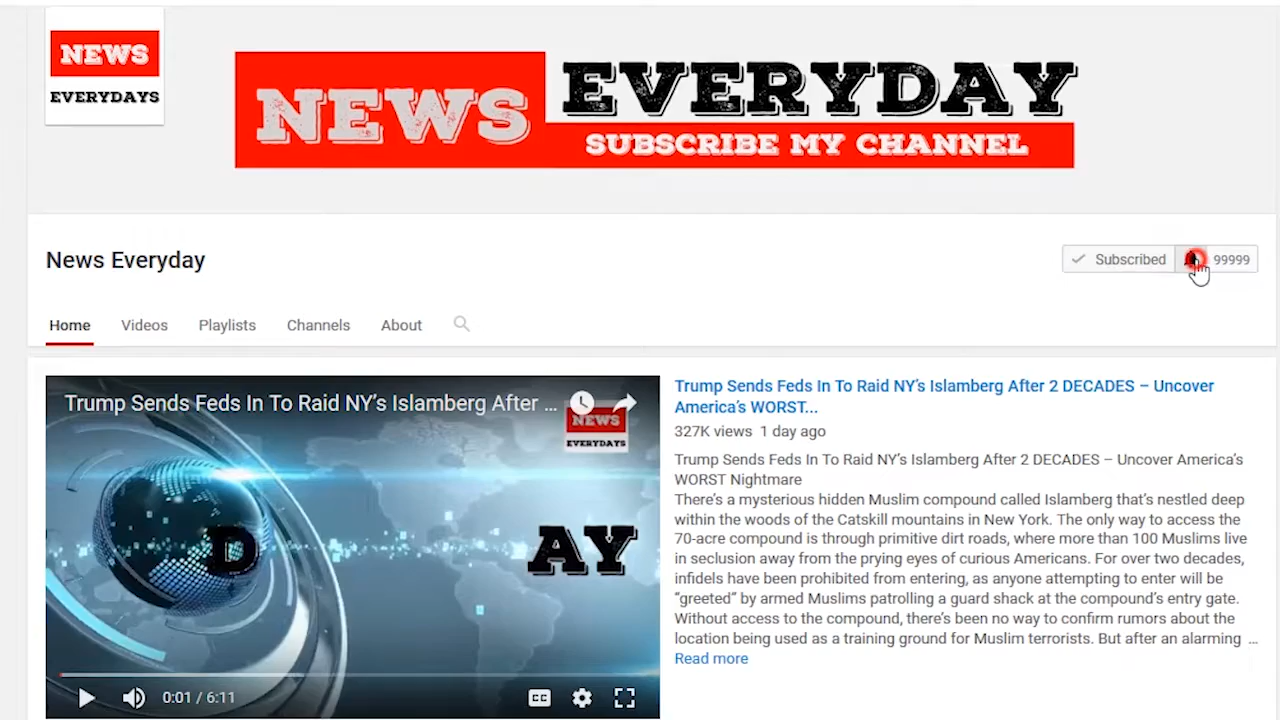 NEWS
EVERYDAYS
NEWS
EVERYDAY
SUBSCRIBE MY CHANNEL
News Everyday
Subscribed
99999
Home
Videos
Playlists
Channels
About
Trump Sends Feds In To Raid NY’s Islamberg After ...
NEWS
EVERYDAYS
D
AY
0:01 / 6:11
CC
Trump Sends Feds In To Raid NY’s Islamberg After 2 DECADES – Uncover
America’s WORST...
327K views 1 day ago
Trump Sends Feds In To Raid NY’s Islamberg After 2 DECADES – Uncover America’s
WORST Nightmare
There’s a mysterious hidden Muslim compound called Islamberg that’s nestled deep
within the woods of the Catskill mountains in New York. The only way to access the
70-acre compound is through primitive dirt roads, where more than 100 Muslims live
in seclusion away from the prying eyes of curious Americans. For over two decades,
infidels have been prohibited from entering, as anyone attempting to enter will be
“greeted” by armed Muslims patrolling a guard shack at the compound’s entry gate.
Without access to the compound, there’s been no way to confirm rumors about the
location being used as a training ground for Muslim terrorists. But after an alarming ...
Read more